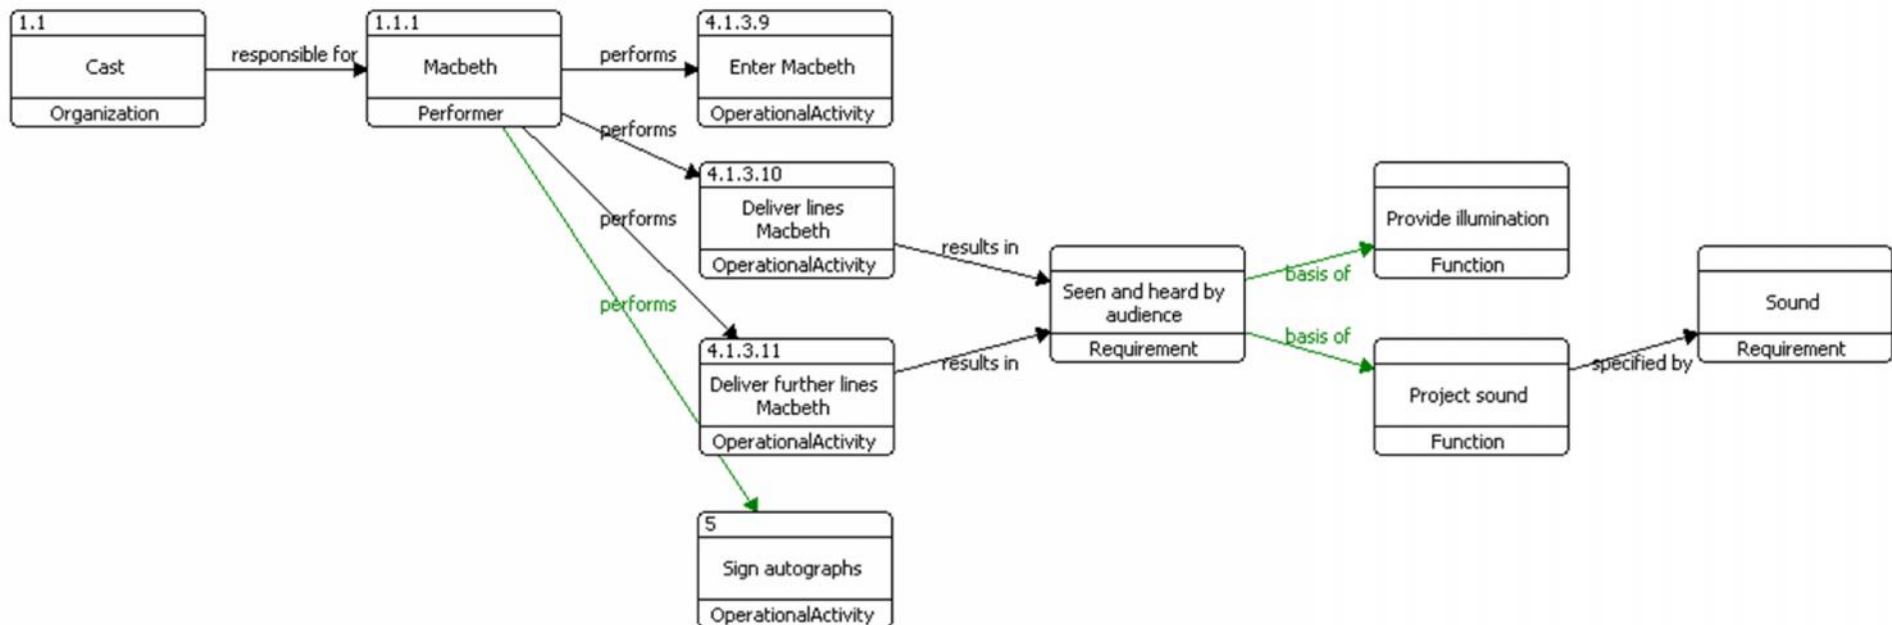 1.1
Cast
Organization
responsible for
1.1.1
Macbeth
Performer
performs
4.1.3.9
Enter Macbeth
OperationalActivity
performs
4.1.3.10
Deliver lines
Macbeth
OperationalActivity
performs
4.1.3.11
Deliver further lines
Macbeth
OperationalActivity
performs
5
Sign autographs
OperationalActivity
results in
results in
Seen and heard by
audience
Requirement
basis of
Provide illumination
Function
basis of
Project sound
Function
specified by
Sound
Requirement